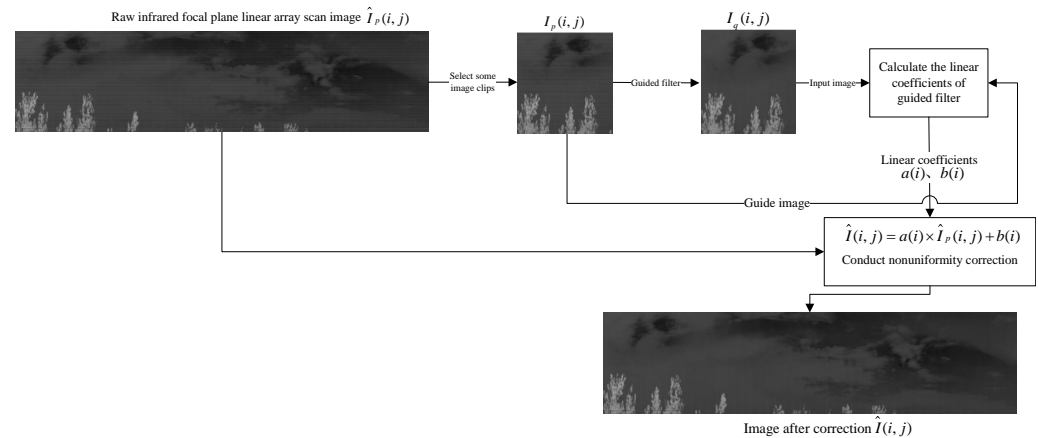 Raw infrared focal plane linear array scan image Î_p(i, j)
I_p(i, j)
I_q(i, j)
Select some
image clips
Guided filter
Input image
Calculate the linear
coefficients of
guided filter
Linear coefficients
a(i)、b(i)
Guide image
Î(i, j) = a(i) × Î_p(i, j) + b(i)
Conduct nonuniformity correction
Image after correction Î(i, j)